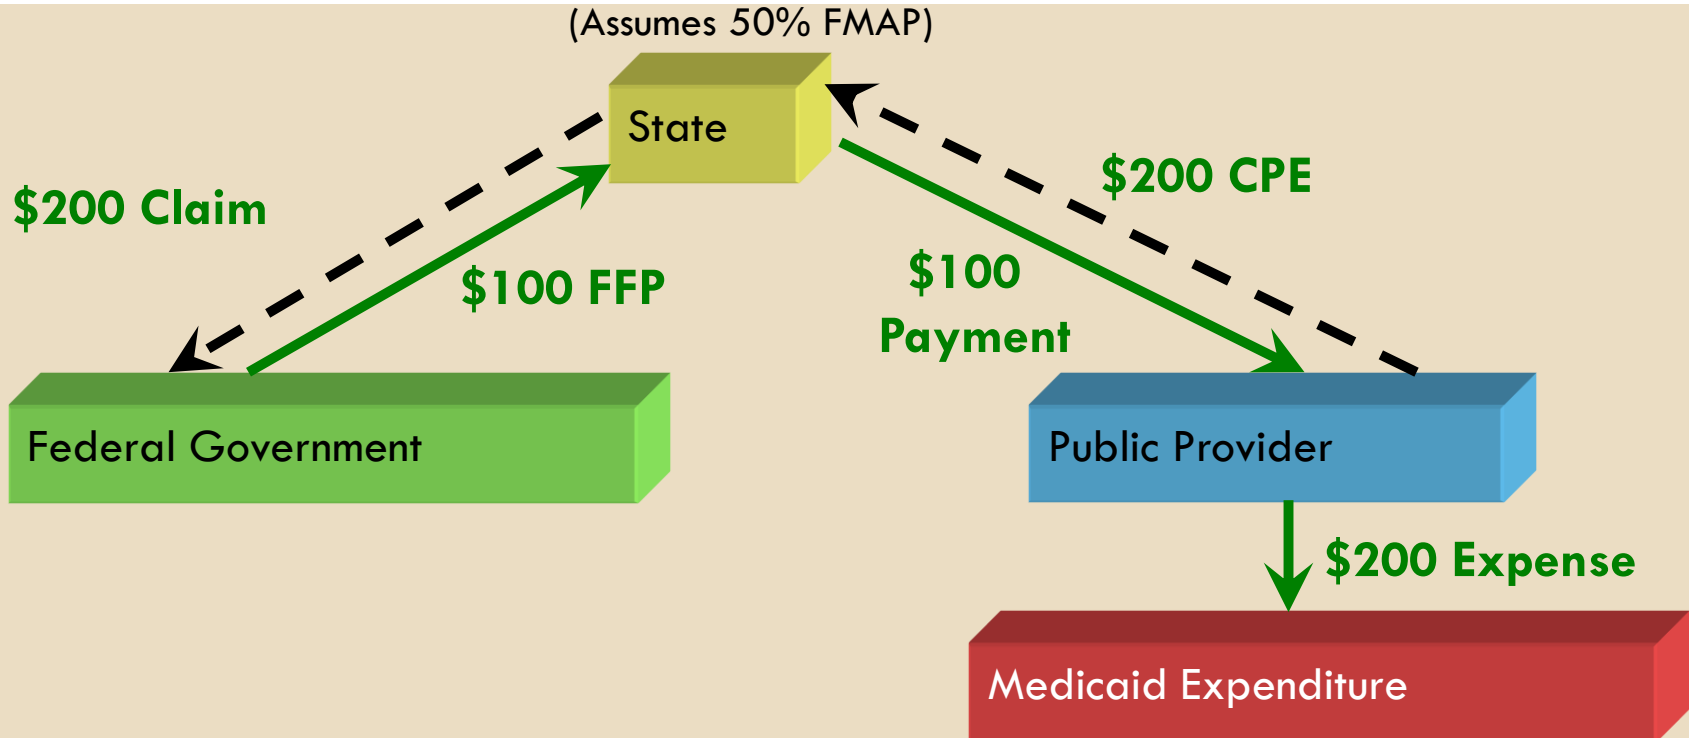 (Assumes 50% FMAP)
State
$200 CPE
$200 Claim
$100 FFP
$100
Payment
Federal Government
Public Provider
$200 Expense
Medicaid Expenditure